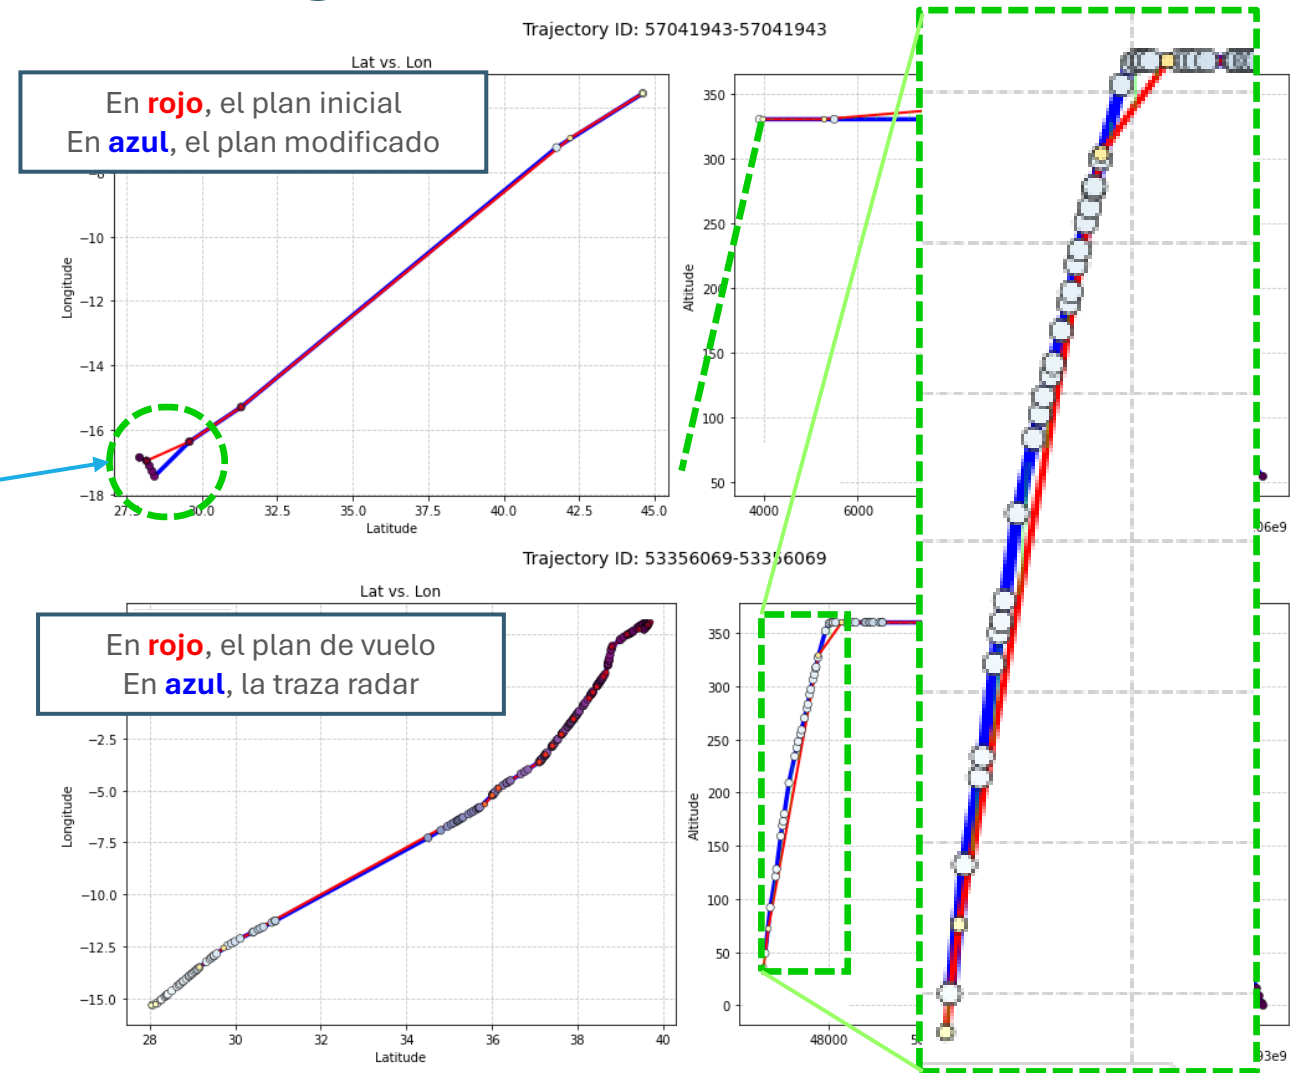 Trajectory ID: 57041943-57041943
Lat vs. Lon
En rojo, el plan inicial
En azul, el plan modificado
−8
−10
−12
−14
−16
−18
Longitude
27.5
30.0
32.5
35.0
37.5
40.0
42.5
45.0
Latitude
350
300
250
200
150
100
50
Altitude
4000
6000
06e9
Trajectory ID: 53356069-53356069
Lat vs. Lon
En rojo, el plan de vuelo
En azul, la traza radar
−2.5
−5.0
−7.5
−10.0
−12.5
−15.0
Longitude
28
30
32
34
36
38
40
Latitude
350
300
250
200
150
100
50
0
Altitude
48000
93e9